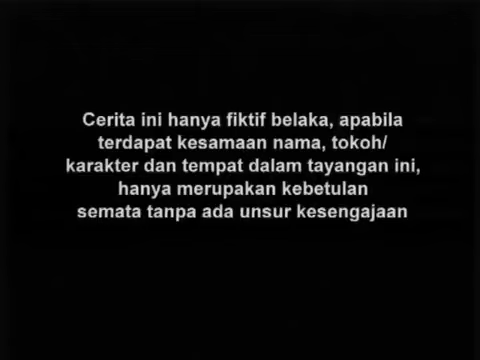 Cerita ini hanya fiktif belaka, apabila
terdapat kesamaan nama, tokoh/
karakter dan tempat dalam tayangan ini,
hanya merupakan kebetulan
semata tanpa ada unsur kesengajaan